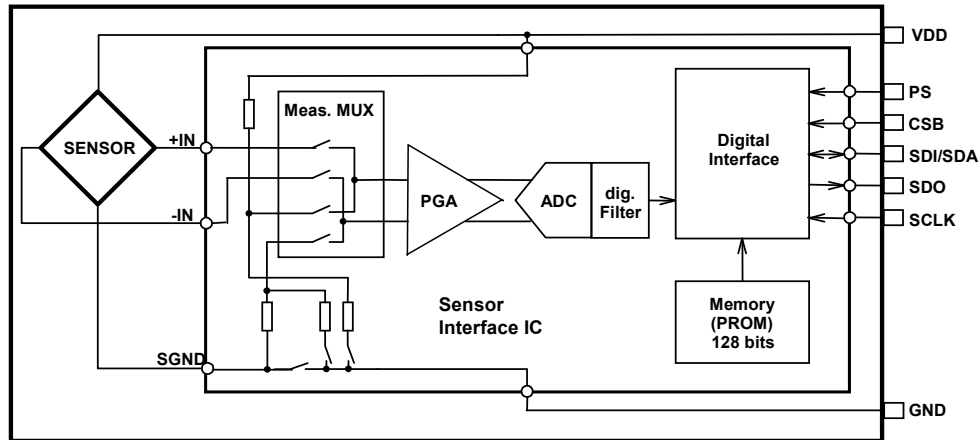 VDD
PS
CSB
SDI/SDA
SDO
SCLK
GND
SENSOR
+IN
-IN
SGND
Meas. MUX
PGA
ADC
dig.
Filter
Digital
Interface
Memory
(PROM)
128 bits
Sensor
Interface IC